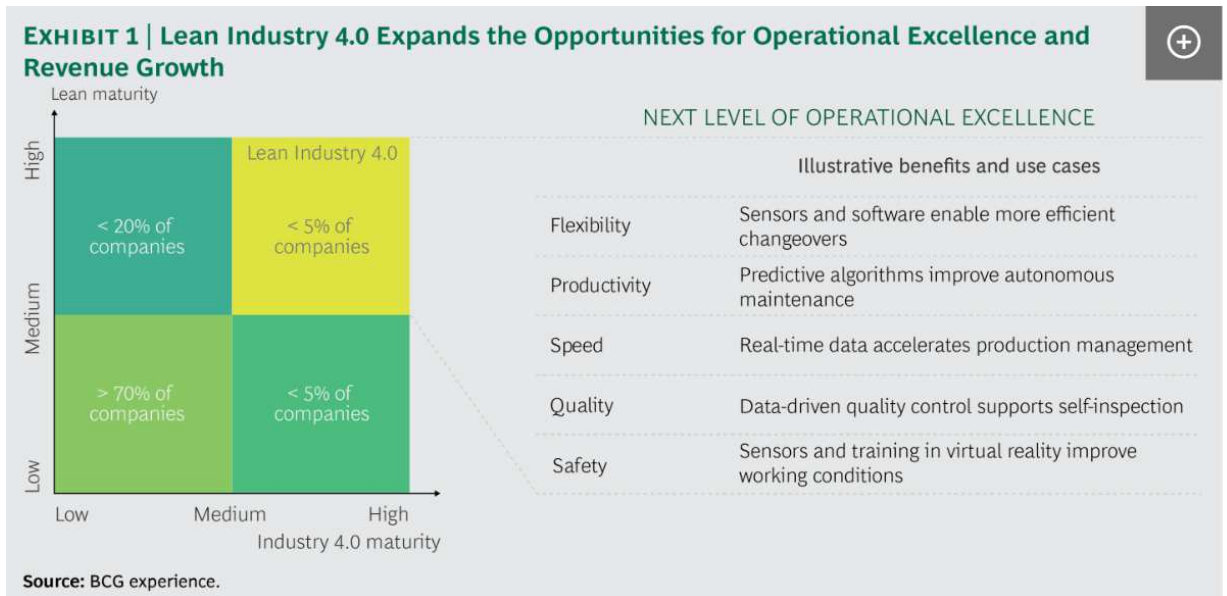 EXHIBIT 1 | Lean Industry 4.0 Expands the Opportunities for Operational Excellence and
Revenue Growth
Lean maturity
High
Medium
Low
Lean Industry 4.0
< 20% of
companies
< 5% of
companies
> 70% of
companies
< 5% of
companies
Low
Medium
High
Industry 4.0 maturity
NEXT LEVEL OF OPERATIONAL EXCELLENCE
Illustrative benefits and use cases
Flexibility
Sensors and software enable more efficient
changeovers
Productivity
Predictive algorithms improve autonomous
maintenance
Speed
Real-time data accelerates production management
Quality
Data-driven quality control supports self-inspection
Safety
Sensors and training in virtual reality improve
working conditions
Source: BCG experience.